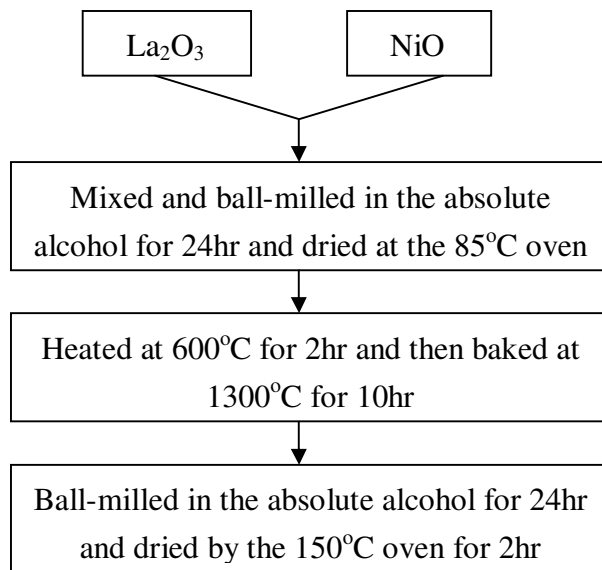 La₂O₃
NiO
Mixed and ball-milled in the absolute
alcohol for 24hr and dried at the 85°C oven
Heated at 600°C for 2hr and then baked at
1300°C for 10hr
Ball-milled in the absolute alcohol for 24hr
and dried by the 150°C oven for 2hr